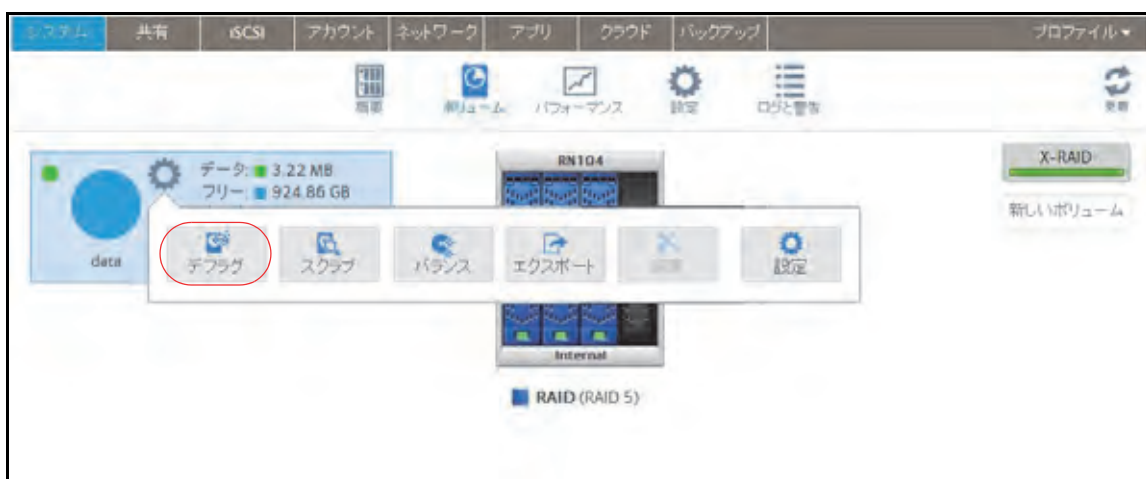 システム 共有 iSCSI アカウント ネットワーク アプリ クラウド バックアップ プロファイル▼
概要 ボリューム パフォーマンス 設定 ログと警告 更新
データ: 3.22 MB
フリー: 924.86 GB
data
RN104
X-RAID
新しいボリューム
デフラグ スクラブ バランス エクスポート 設定
Internal
RAID (RAID 5)